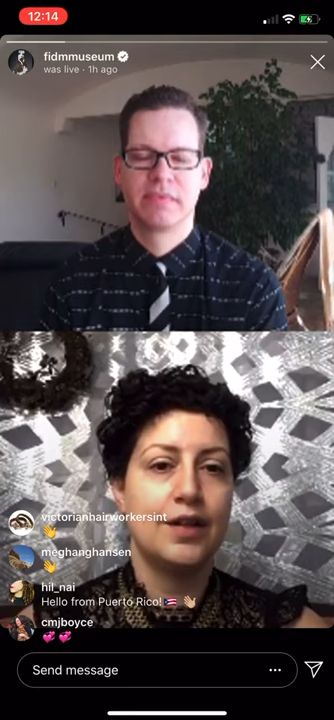 12:14
fidmmuseum
was live · 1h ago
victorianhairworkersint
👋
meghanghansen
👋
hil_nai
Hello from Puerto Rico! 🇵🇷 👋🏼
cmjboyce
💞💞
Send message